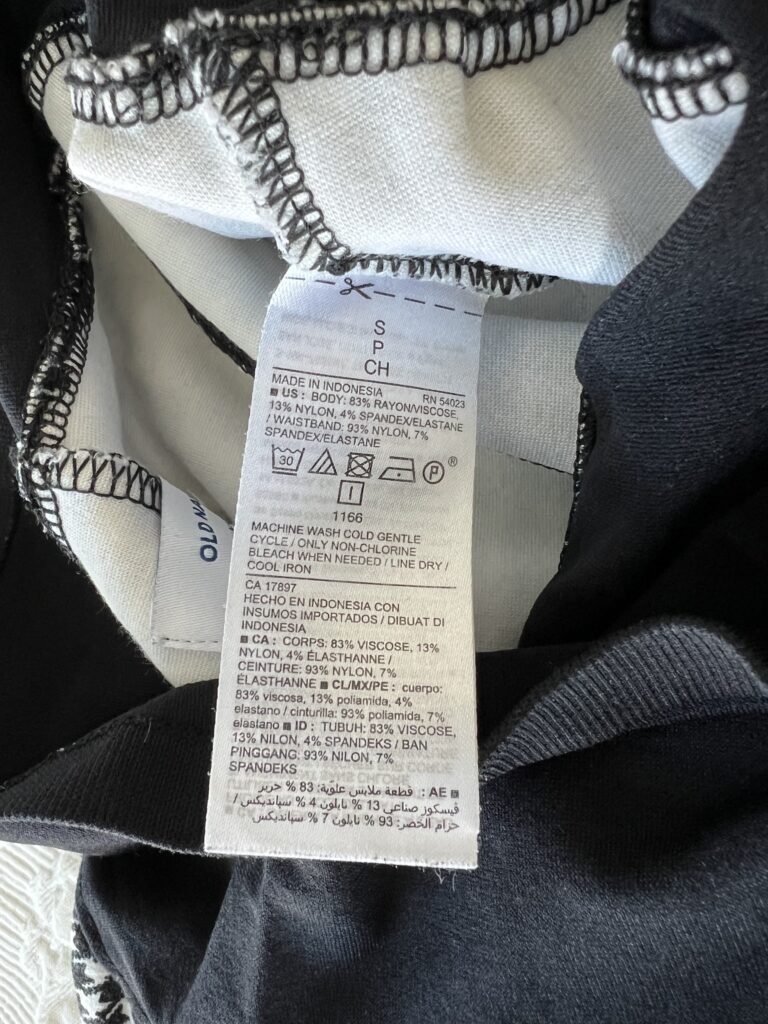 S
P
CH
MADE IN INDONESIA RN 54023
■ US : BODY: 83% RAYON/VISCOSE,
13% NYLON, 4% SPANDEX/ELASTANE
/ WAISTBAND: 93% NYLON, 7%
SPANDEX/ELASTANE
30 P ®
I
1166
MACHINE WASH COLD GENTLE
CYCLE / ONLY NON-CHLORINE
BLEACH WHEN NEEDED / LINE DRY /
COOL IRON
CA 17897
HECHO EN INDONESIA CON
INSUMOS IMPORTADOS / DIBUAT DI
INDONESIA
■ CA : CORPS: 83% VISCOSE, 13%
NYLON, 4% ÉLASTHANNE /
CEINTURE: 93% NYLON, 7%
ÉLASTHANNE ■ CL/MX/PE : cuerpo:
83% viscosa, 13% poliamida, 4%
elastano / cinturilla: 93% poliamida, 7%
elastano ■ ID : TUBUH: 83% VISCOSE,
13% NILON, 4% SPANDEKS / BAN
PINGGANG: 93% NILON, 7%
SPANDEKS
■ AE : قطعة ملابس علوية: 83 % حرير
فيسكوز صناعي 13 % نايلون 4 % سبانديكس /
حزام الخصر: 93 % نايلون 7 % سبانديكس
OLD NA